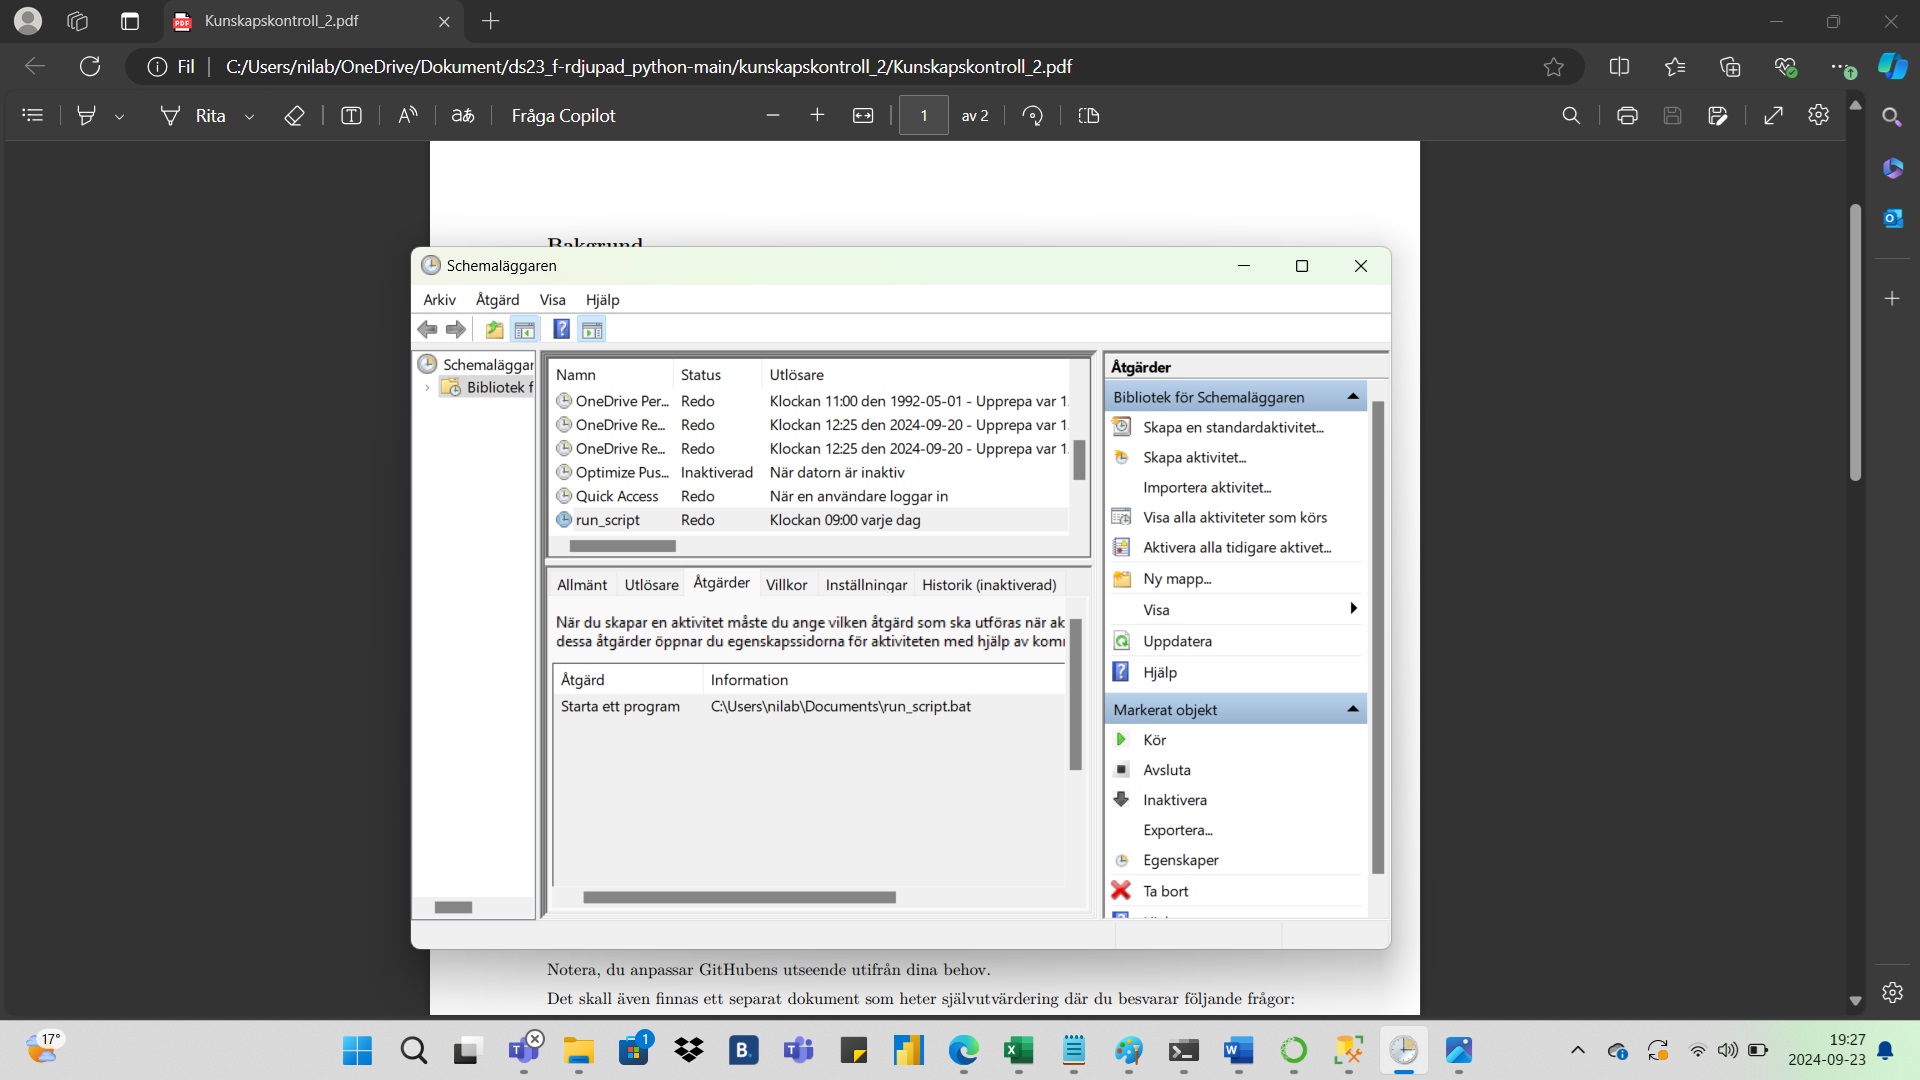 Kunskapskontroll_2.pdf
Fil
C:/Users/nilab/OneDrive/Dokument/ds23_f-rdjupad_python-main/kunskapskontroll_2/Kunskapskontroll_2.pdf
Rita
Fråga Copilot
1
av 2
Bakgrund
Schemaläggaren
Arkiv Åtgärd Visa Hjälp
Schemaläggar
Bibliotek f
Namn Status Utlösare
OneDrive Per... Redo Klockan 11:00 den 1992-05-01 - Upprepa var 1.
OneDrive Re... Redo Klockan 12:25 den 2024-09-20 - Upprepa var 1.
OneDrive Re... Redo Klockan 12:25 den 2024-09-20 - Upprepa var 1.
Optimize Pus... Inaktiverad När datorn är inaktiv
Quick Access Redo När en användare loggar in
run_script Redo Klockan 09:00 varje dag
Allmänt Utlösare Åtgärder Villkor Inställningar Historik (inaktiverad)
När du skapar en aktivitet måste du ange vilken åtgärd som ska utföras när ak
dessa åtgärder öppnar du egenskapssidorna för aktiviteten med hjälp av kom
Åtgärd Information
Starta ett program C:\Users\nilab\Documents\run_script.bat
Åtgärder
Bibliotek för Schemaläggaren
Skapa en standardaktivitet...
Skapa aktivitet...
Importera aktivitet...
Visa alla aktiviteter som körs
Aktivera alla tidigare aktivet...
Ny mapp...
Visa
Uppdatera
Hjälp
Markerat objekt
Kör
Avsluta
Inaktivera
Exportera...
Egenskaper
Ta bort
Notera, du anpassar GitHubens utseende utifrån dina behov.
Det skall även finnas ett separat dokument som heter självutvärdering där du besvarar följande frågor:
17°
1
B.
19:27
2024-09-23